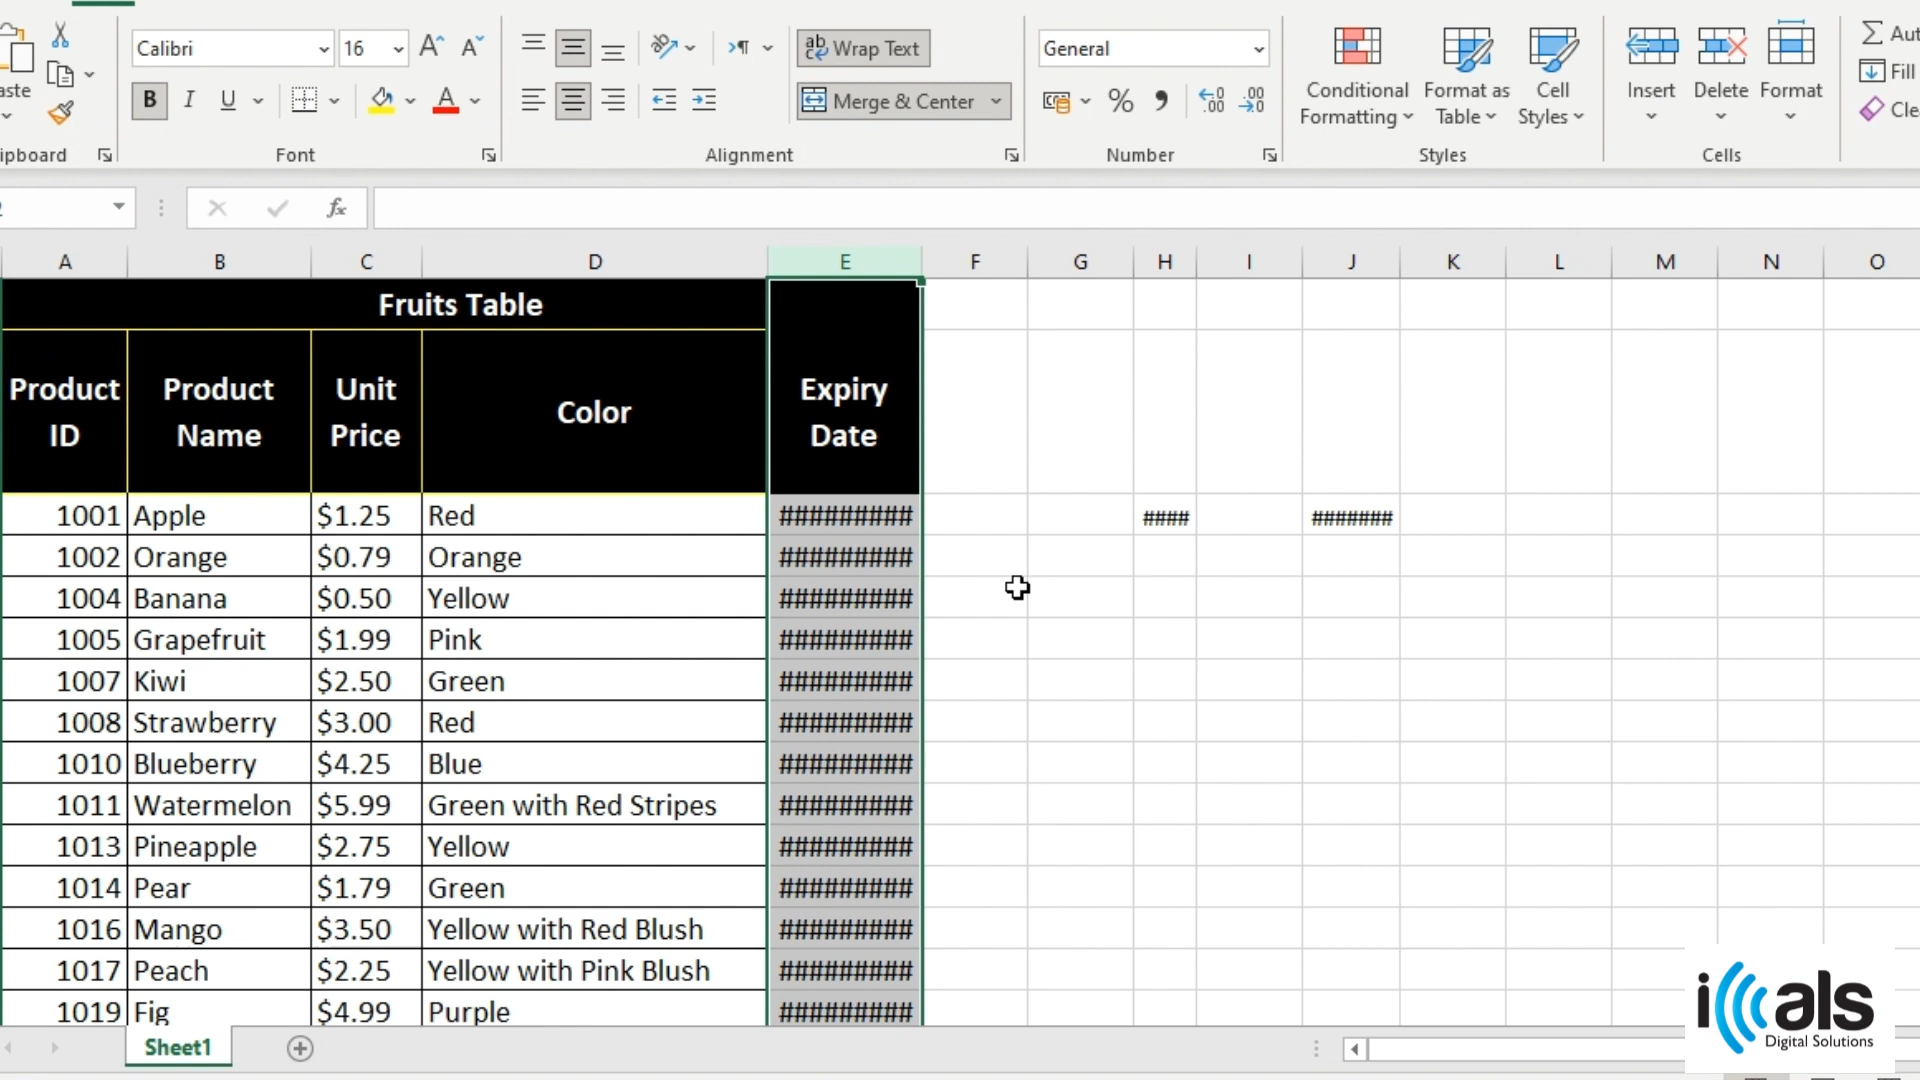 Calibri
16
Wrap Text
General
Aut
aste
B I U
Merge & Center
%
Conditional Formatting
Format as Table
Cell Styles
Insert
Delete
Format
Fill
Cle
ipboard
Font
Alignment
Number
Styles
Cells
fx
A B C D E F G H I J K L M N O
Fruits Table
Product ID
Product Name
Unit Price
Color
Expiry Date
1001 Apple $1.25 Red ######### #### #######
1002 Orange $0.79 Orange #########
1004 Banana $0.50 Yellow #########
1005 Grapefruit $1.99 Pink #########
1007 Kiwi $2.50 Green #########
1008 Strawberry $3.00 Red #########
1010 Blueberry $4.25 Blue #########
1011 Watermelon $5.99 Green with Red Stripes #########
1013 Pineapple $2.75 Yellow #########
1014 Pear $1.79 Green #########
1016 Mango $3.50 Yellow with Red Blush #########
1017 Peach $2.25 Yellow with Pink Blush #########
1019 Fig $4.99 Purple #########
Sheet1
als
Digital Solutions